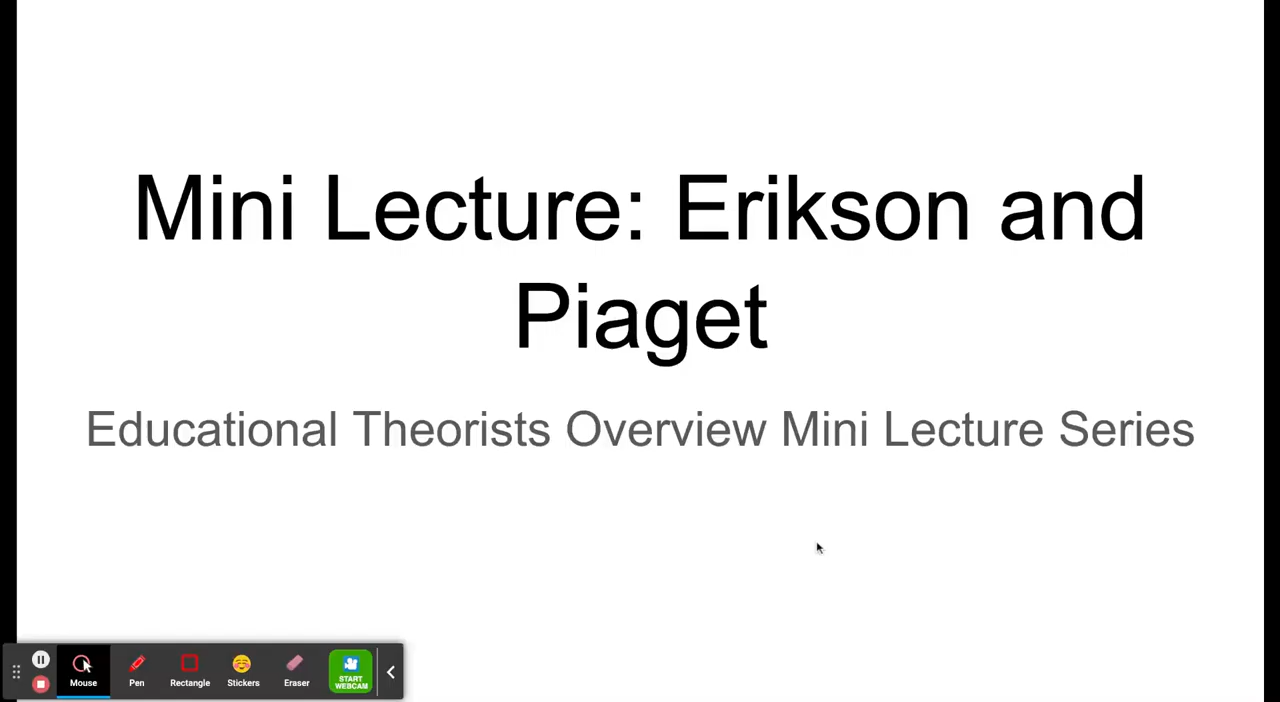 Mini Lecture: Erikson and
Piaget
Educational Theorists Overview Mini Lecture Series
Mouse
Pen
Rectangle
Stickers
Eraser
START
WEBCAM